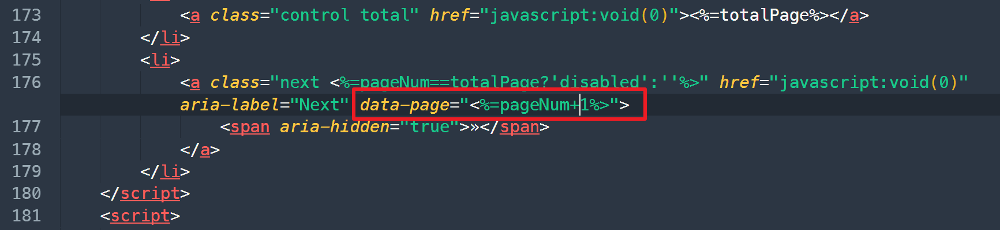 173 <a class="control total" href="javascript:void(0)"><%=totalPage%></a>
174 </li>
175 <li>
176 <a class="next <%=pageNum==totalPage?'disabled':''%>" href="javascript:void(0)"
aria-label="Next" data-page="<%=pageNum+1%>">
177 <span aria-hidden="true">»</span>
178 </a>
179 </li>
180 </script>
181 <script>